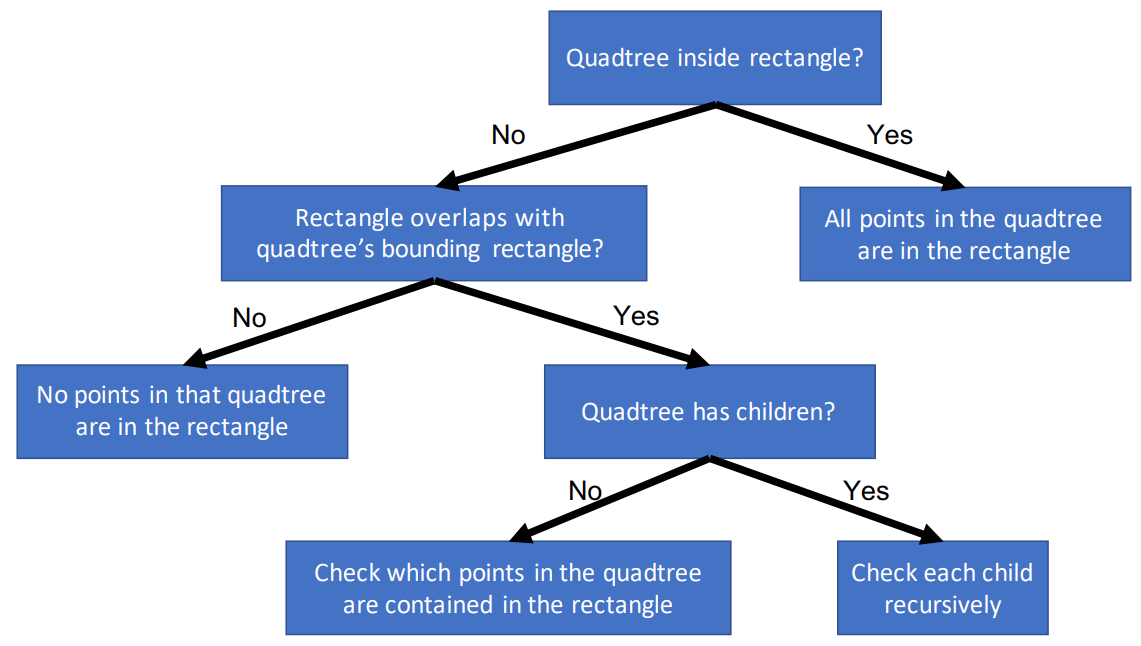 Quadtree inside rectangle?
No
Yes
Rectangle overlaps with
quadtree’s bounding rectangle?
All points in the quadtree
are in the rectangle
No
Yes
No points in that quadtree
are in the rectangle
Quadtree has children?
No
Yes
Check which points in the quadtree
are contained in the rectangle
Check each child
recursively